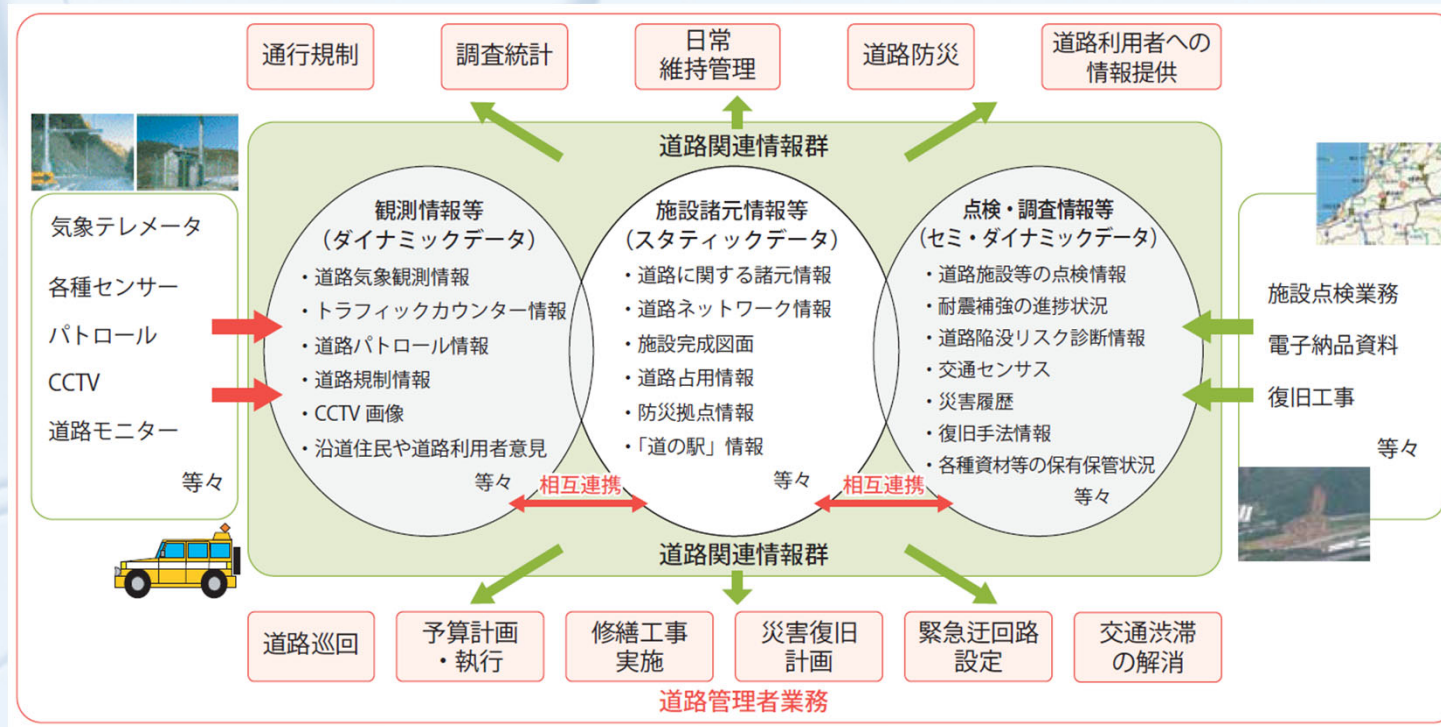 通行規制
調査統計
日常
維持管理
道路防災
道路利用者への
情報提供
道路関連情報群
気象テレメータ
各種センサー
パトロール
CCTV
道路モニター
等々
観測情報等
（ダイナミックデータ）
・道路気象観測情報
・トラフィックカウンター情報
・道路パトロール情報
・道路規制情報
・CCTV 画像
・沿道住民や道路利用者意見
等々
施設諸元情報等
（スタティックデータ）
・道路に関する諸元情報
・道路ネットワーク情報
・施設完成図面
・道路占用情報
・防災拠点情報
・「道の駅」情報
等々
点検・調査情報等
（セミ・ダイナミックデータ）
・道路施設等の点検情報
・耐震補強の進捗状況
・道路陥没リスク診断情報
・交通センサス
・災害履歴
・復旧手法情報
・各種資材等の保有保管状況
等々
相互連携
相互連携
施設点検業務
電子納品資料
復旧工事
等々
道路関連情報群
道路巡回
予算計画
・執行
修繕工事
実施
災害復旧
計画
緊急迂回路
設定
交通渋滞
の解消
道路管理者業務